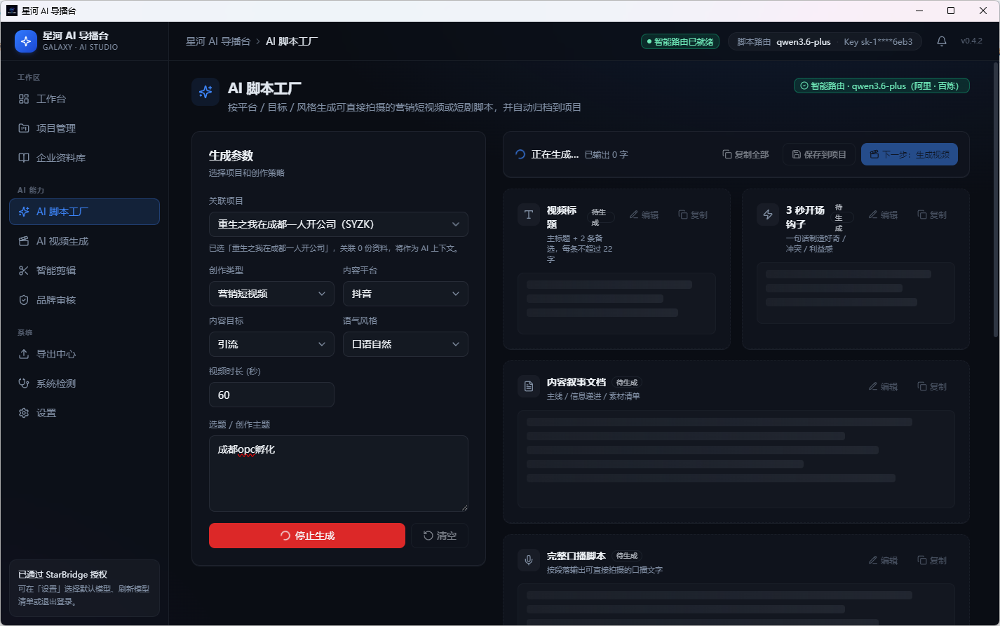 星河 AI 导播台
星河 AI 导播台
GALAXY · AI STUDIO
星河 AI 导播台 > AI 脚本工厂
智能路由已就绪
脚本路由 qwen3.6-plus · Key sk-1****6eb3
v0.4.2
工作区
工作台
项目管理
企业资料库
AI 能力
AI 脚本工厂
AI 视频生成
智能剪辑
品牌审核
系统
导出中心
系统检测
设置
已通过 StarBridge 授权
可在「设置」选择默认模型、刷新模型
清单或退出登录。
AI 脚本工厂
按平台 / 目标 / 风格生成可直接拍摄的营销短视频或短剧脚本，并自动归档到项目
智能路由 · qwen3.6-plus（阿里 · 百炼）
生成参数
选择项目和创作策略
关联项目
重生之我在成都一人开公司（SYZK）
已选「重生之我在成都一人开公司」，关联 0 份资料，将作为 AI 上下文。
创作类型
内容平台
营销短视频
抖音
内容目标
语气风格
引流
口语自然
视频时长 (秒)
60
选题 / 创作主题
成都opc孵化
停止生成
清空
正在生成... 已输出 0 字
复制全部
保存到项目
下一步：生成视频
视频标
题
待生
成
编辑
复制
主标题 + 2 条备
选，每条不超过 22
字
3 秒开场
钩子
待
生
成
编辑
复制
一句话制造好奇 /
冲突 / 利益感
内容叙事文档
待生成
编辑
复制
主线 / 信息递进 / 素材清单
完整口播脚本
待生成
编辑
复制
按段落输出可直接拍摄的口播文字